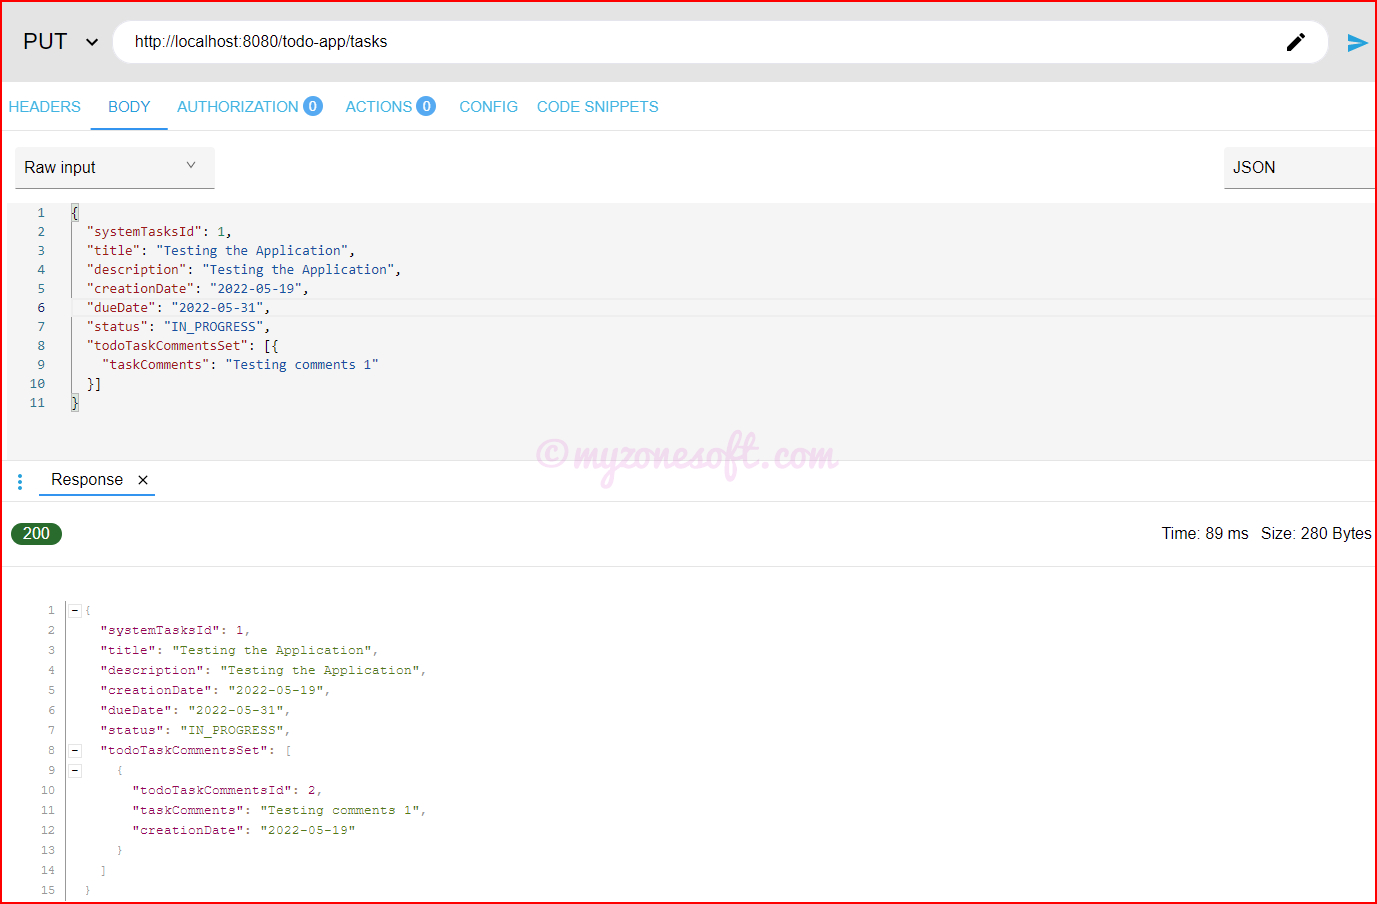 PUT http://localhost:8080/todo-app/tasks
HEADERS BODY AUTHORIZATION 0 ACTIONS 0 CONFIG CODE SNIPPETS
Raw input JSON
1 {
2 "systemTasksId": 1,
3 "title": "Testing the Application",
4 "description": "Testing the Application",
5 "creationDate": "2022-05-19",
6 "dueDate": "2022-05-31",
7 "status": "IN_PROGRESS",
8 "todoTaskCommentsSet": [{
9 "taskComments": "Testing comments 1"
10 }]
11 }
© myzonesoft.com
Response
200 Time: 89 ms Size: 280 Bytes
1 {
2 "systemTasksId": 1,
3 "title": "Testing the Application",
4 "description": "Testing the Application",
5 "creationDate": "2022-05-19",
6 "dueDate": "2022-05-31",
7 "status": "IN_PROGRESS",
8 "todoTaskCommentsSet": [
9 {
10 "todoTaskCommentsId": 2,
11 "taskComments": "Testing comments 1",
12 "creationDate": "2022-05-19"
13 }
14 ]
15 }